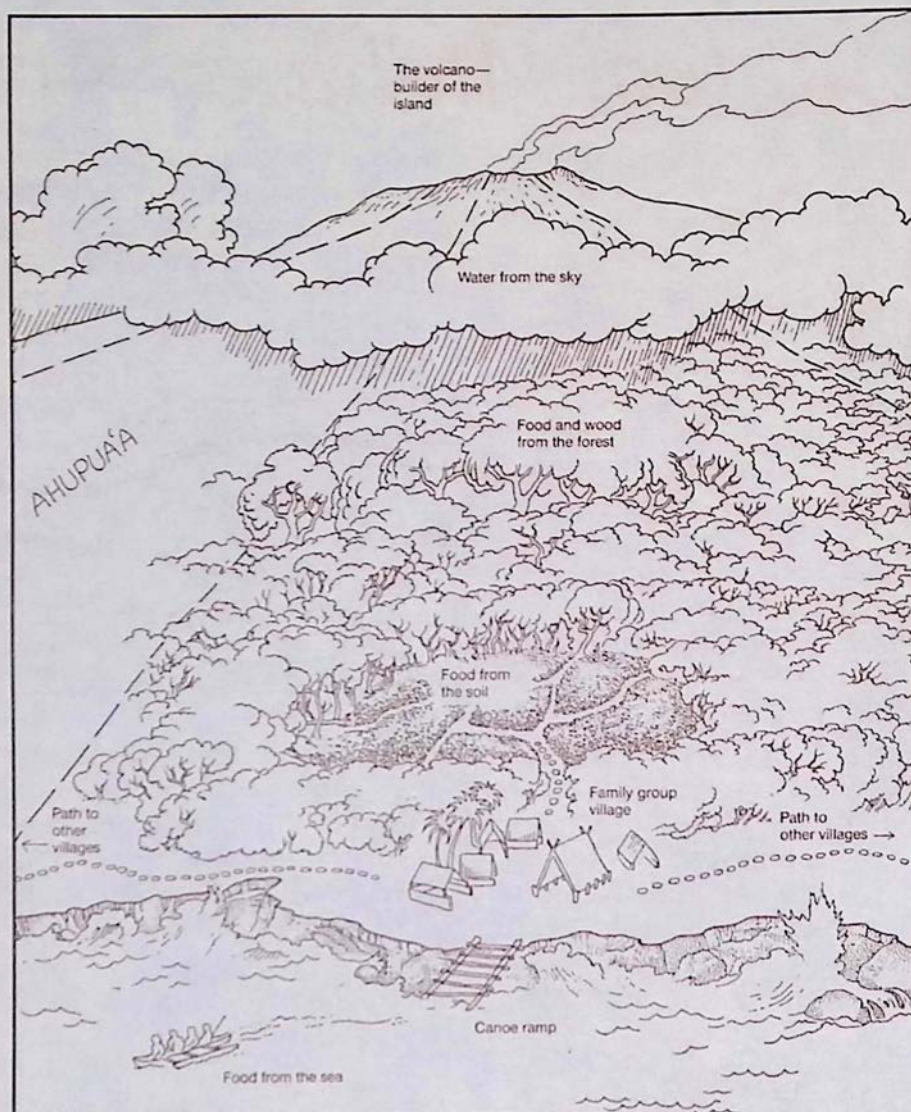 The volcano—
builder of the
island
Water from the sky
Food and wood
from the forest
AHUPUA‘A
Food from
the soil
Family group
village
Path to
other
← villages
Path to
other villages →
Canoe ramp
Food from the sea